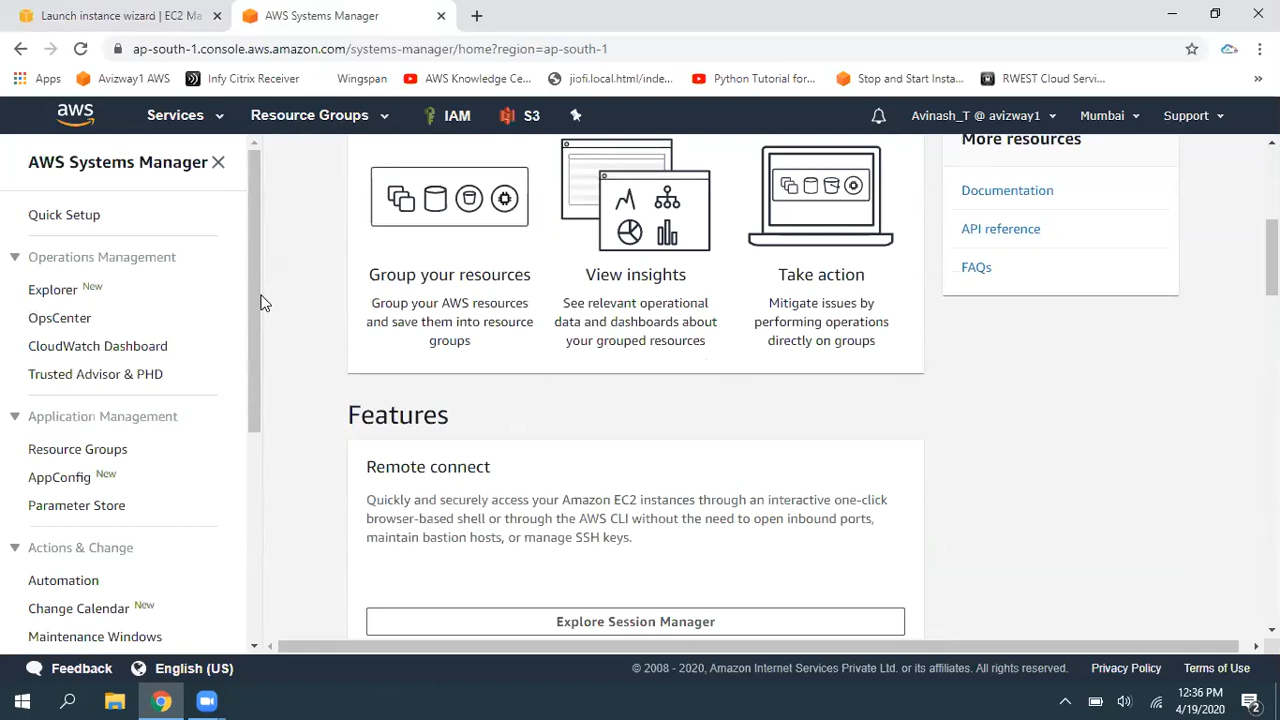 Launch instance wizard | EC2 Ma
AWS Systems Manager
ap-south-1.console.aws.amazon.com/systems-manager/home?region=ap-south-1
Apps
Avizway1 AWS
Infy Citrix Receiver
Wingspan
AWS Knowledge Ce...
jiofi.local.html/inde...
Python Tutorial for...
Stop and Start Insta...
RWEST Cloud Servi...
»
aws
Services
Resource Groups
IAM
S3
Avinash_T @ avizway1
Mumbai
Support
AWS Systems Manager
Quick Setup
Operations Management
Explorer New
OpsCenter
CloudWatch Dashboard
Trusted Advisor & PHD
Application Management
Resource Groups
AppConfig New
Parameter Store
Actions & Change
Automation
Change Calendar New
Maintenance Windows
Group your resources
Group your AWS resources
and save them into resource
groups
View insights
See relevant operational
data and dashboards about
your grouped resources
Take action
Mitigate issues by
performing operations
directly on groups
Features
Remote connect
Quickly and securely access your Amazon EC2 instances through an interactive one-click
browser-based shell or through the AWS CLI without the need to open inbound ports,
maintain bastion hosts, or manage SSH keys.
Explore Session Manager
More resources
Documentation
API reference
FAQs
Feedback
English (US)
© 2008 - 2020, Amazon Internet Services Private Ltd. or its affiliates. All rights reserved.
Privacy Policy
Terms of Use
12:36 PM
4/19/2020
2